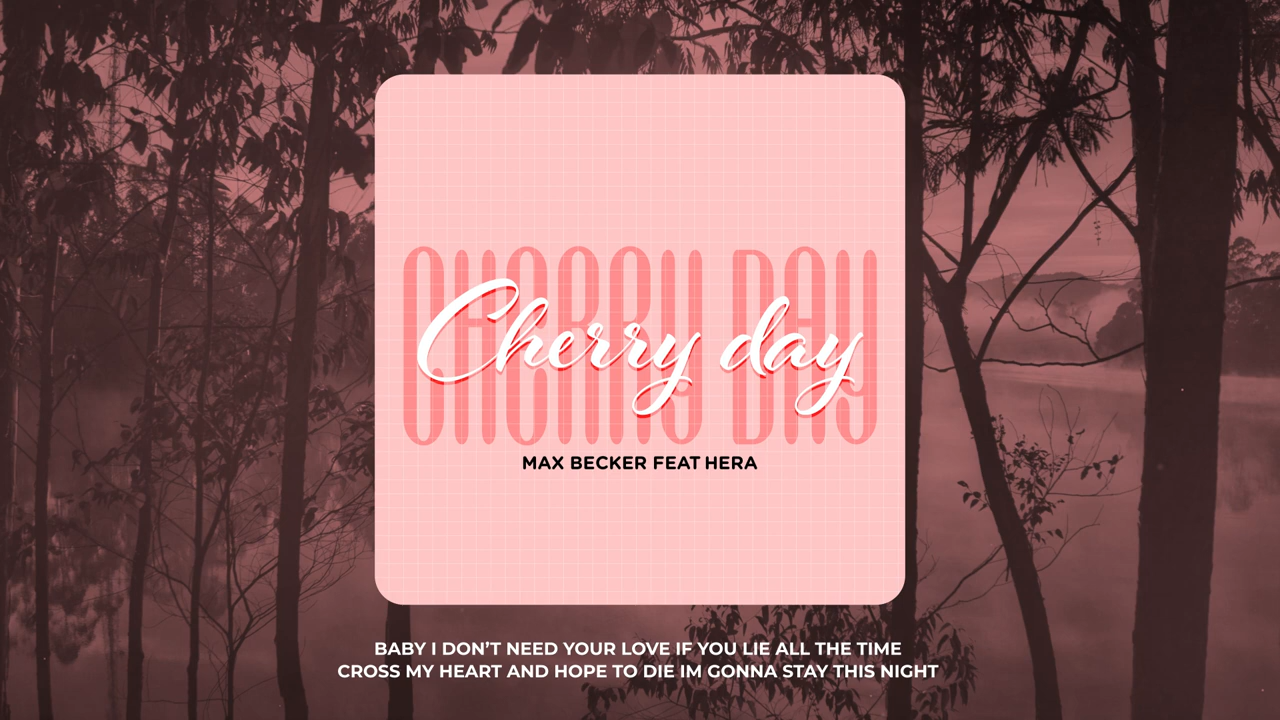 CHERRY DAY
Cherry day
MAX BECKER FEAT HERA
BABY I DON'T NEED YOUR LOVE IF YOU LIE ALL THE TIME
CROSS MY HEART AND HOPE TO DIE IM GONNA STAY THIS NIGHT